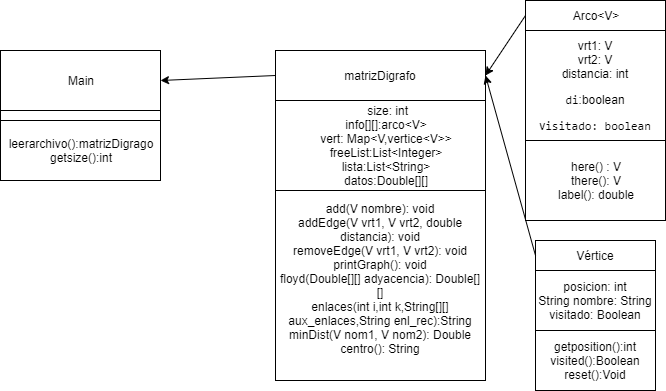 Main
leerarchivo():matrizDigrago
getsize():int
matrizDigrafo
size: int
info[][]:arco<V>
vert: Map<V,vertice<V>>
freeList:List<Integer>
lista:List<String>
datos:Double[][]
add(V nombre): void
addEdge(V vrt1, V vrt2, double
distancia): void
removeEdge(V vrt1, V vrt2): void
printGraph(): void
floyd(Double[][] adyacencia): Double[]
[]
enlaces(int i,int k,String[][]
aux_enlaces,String enl_rec):String
minDist(V nom1, V nom2): Double
centro(): String
Arco<V>
vrt1: V
vrt2: V
distancia: int
di:boolean
Visitado: boolean
here() : V
there(): V
label(): double
Vértice
posicion: int
String nombre: String
visitado: Boolean
getposition():int
visited():Boolean
reset():Void